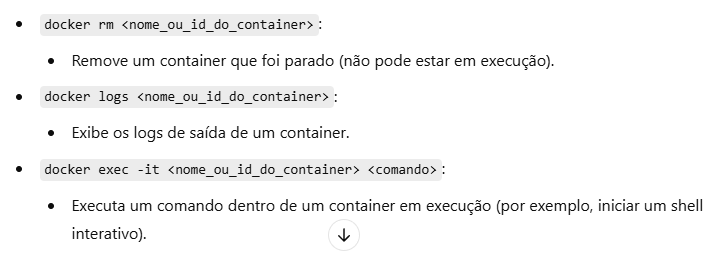 docker rm <nome_ou_id_do_container>:
Remove um container que foi parado (não pode estar em execução).
docker logs <nome_ou_id_do_container>:
Exibe os logs de saída de um container.
docker exec -it <nome_ou_id_do_container> <comando>:
Executa um comando dentro de um container em execução (por exemplo, iniciar um shell
interativo).